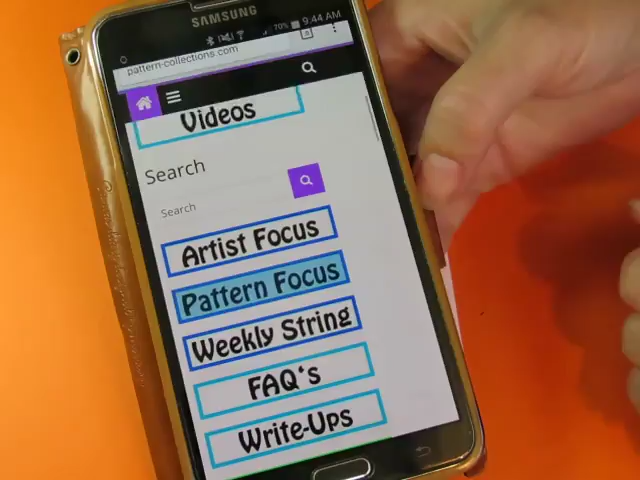 SAMSUNG
70% 9:44 AM
pattern-collections.com
Videos
Search
Search
Artist Focus
Pattern Focus
Weekly String
FAQ's
Write-Ups